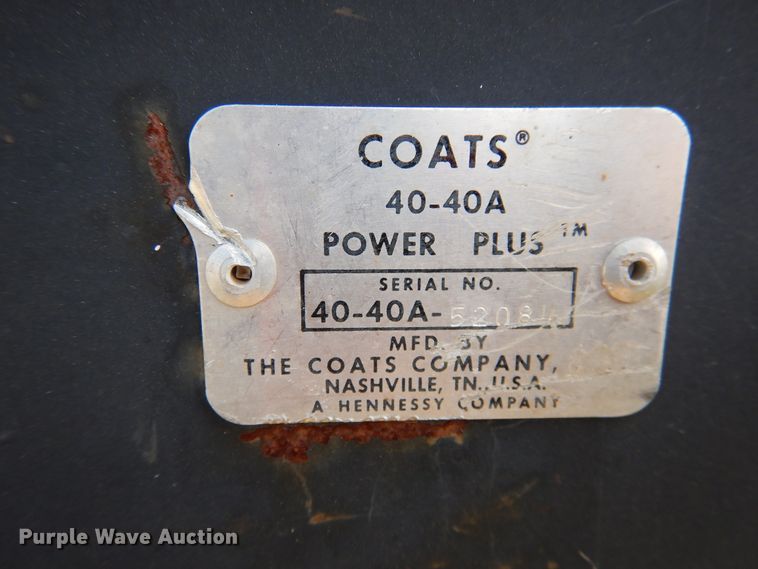 COATS®
40-40A
POWER PLUS™
SERIAL NO.
40-40A-
MFD. BY
THE COATS COMPANY,
NASHVILLE, TN., U.S.A.
A HENNESSY COMPANY
Purple Wave Auction